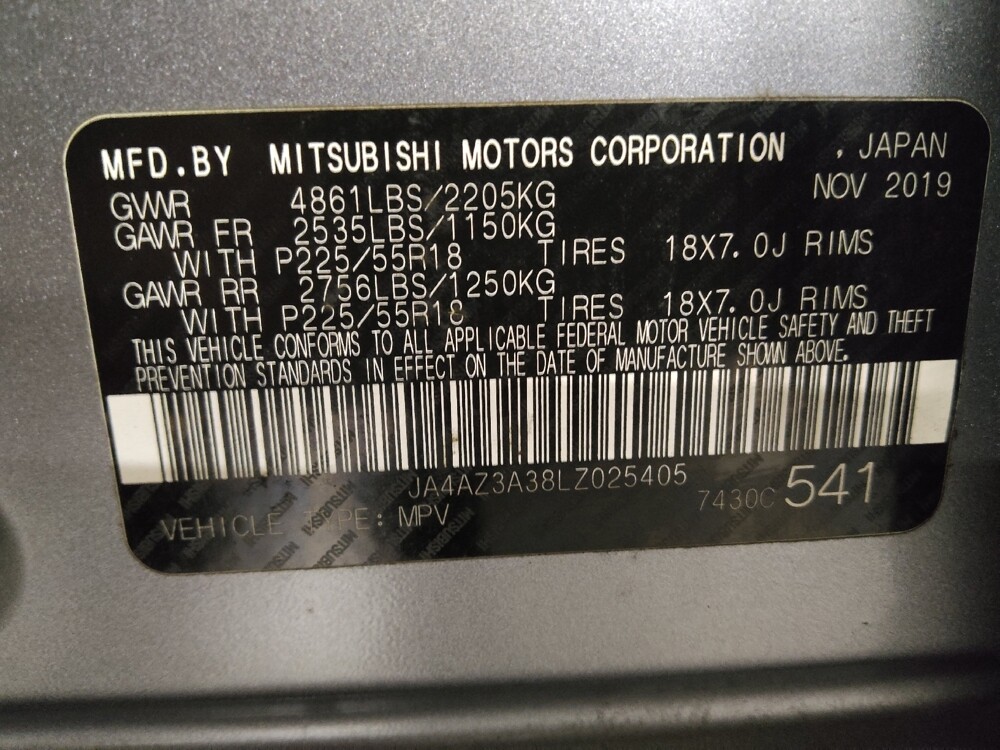 MFD.BY MITSUBISHI MOTORS CORPORATION , JAPAN
NOV 2019
GVWR 4861LBS/2205KG
GAWR FR 2535LBS/1150KG
WITH P225/55R18 TIRES 18X7.0J RIMS
GAWR RR 2756LBS/1250KG
WITH P225/55R18 TIRES 18X7.0J RIMS
THIS VEHICLE CONFORMS TO ALL APPLICABLE FEDERAL MOTOR VEHICLE SAFETY AND THEFT
PREVENTION STANDARDS IN EFFECT ON THE DATE OF MANUFACTURE SHOWN ABOVE.
JA4AZ3A38LZ025405
7430C 541
VEHICLE TYPE: MPV
MITSUBISHI
MITSUBISHI
MITSUBISHI